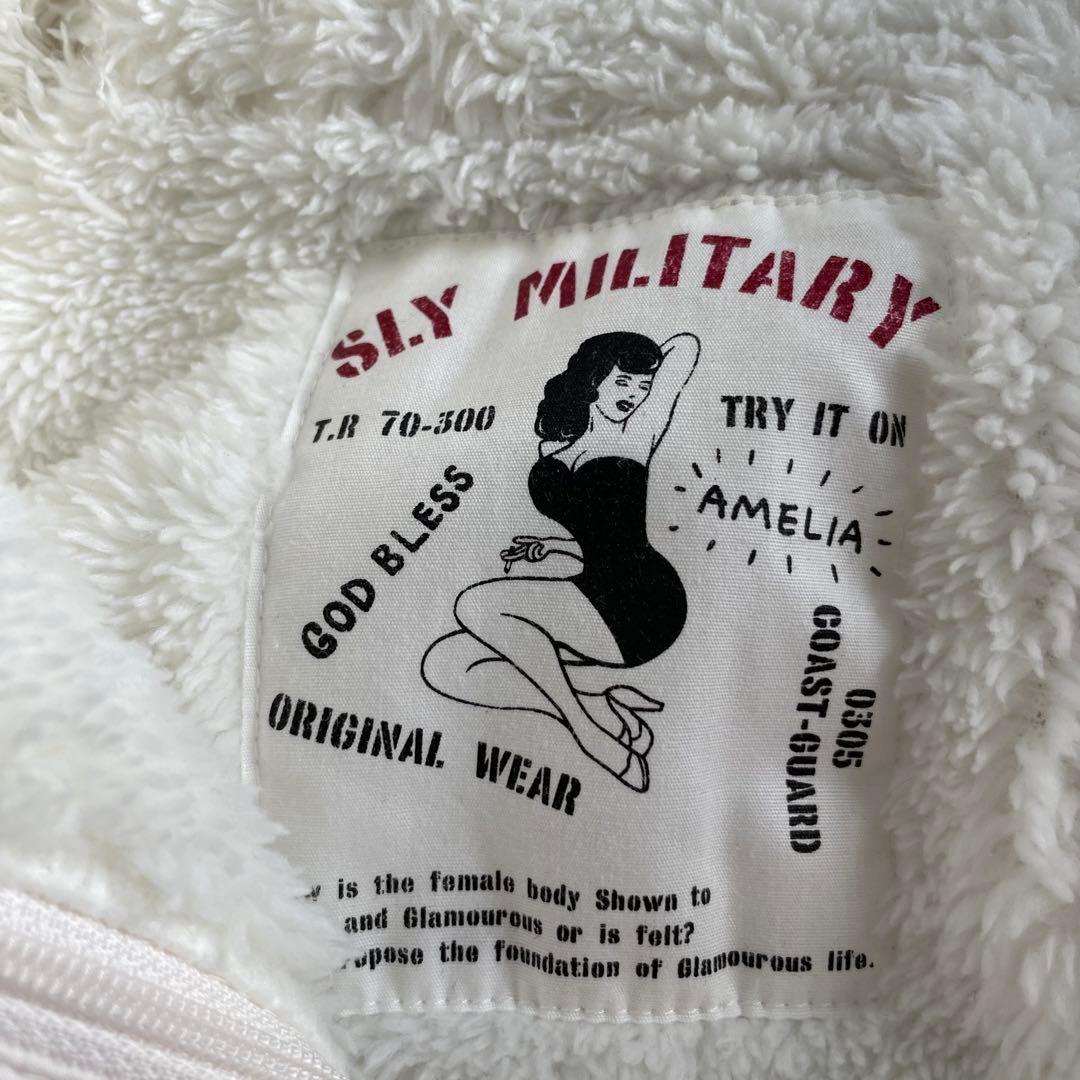 SLY MILITARY
T.R 70-300
TRY IT ON
AMELIA
GOD BLESS
0305
COAST-GUARD
ORIGINAL WEAR
is the female body Shown to
and Glamourous or is felt?
the foundation of Glamourous life.